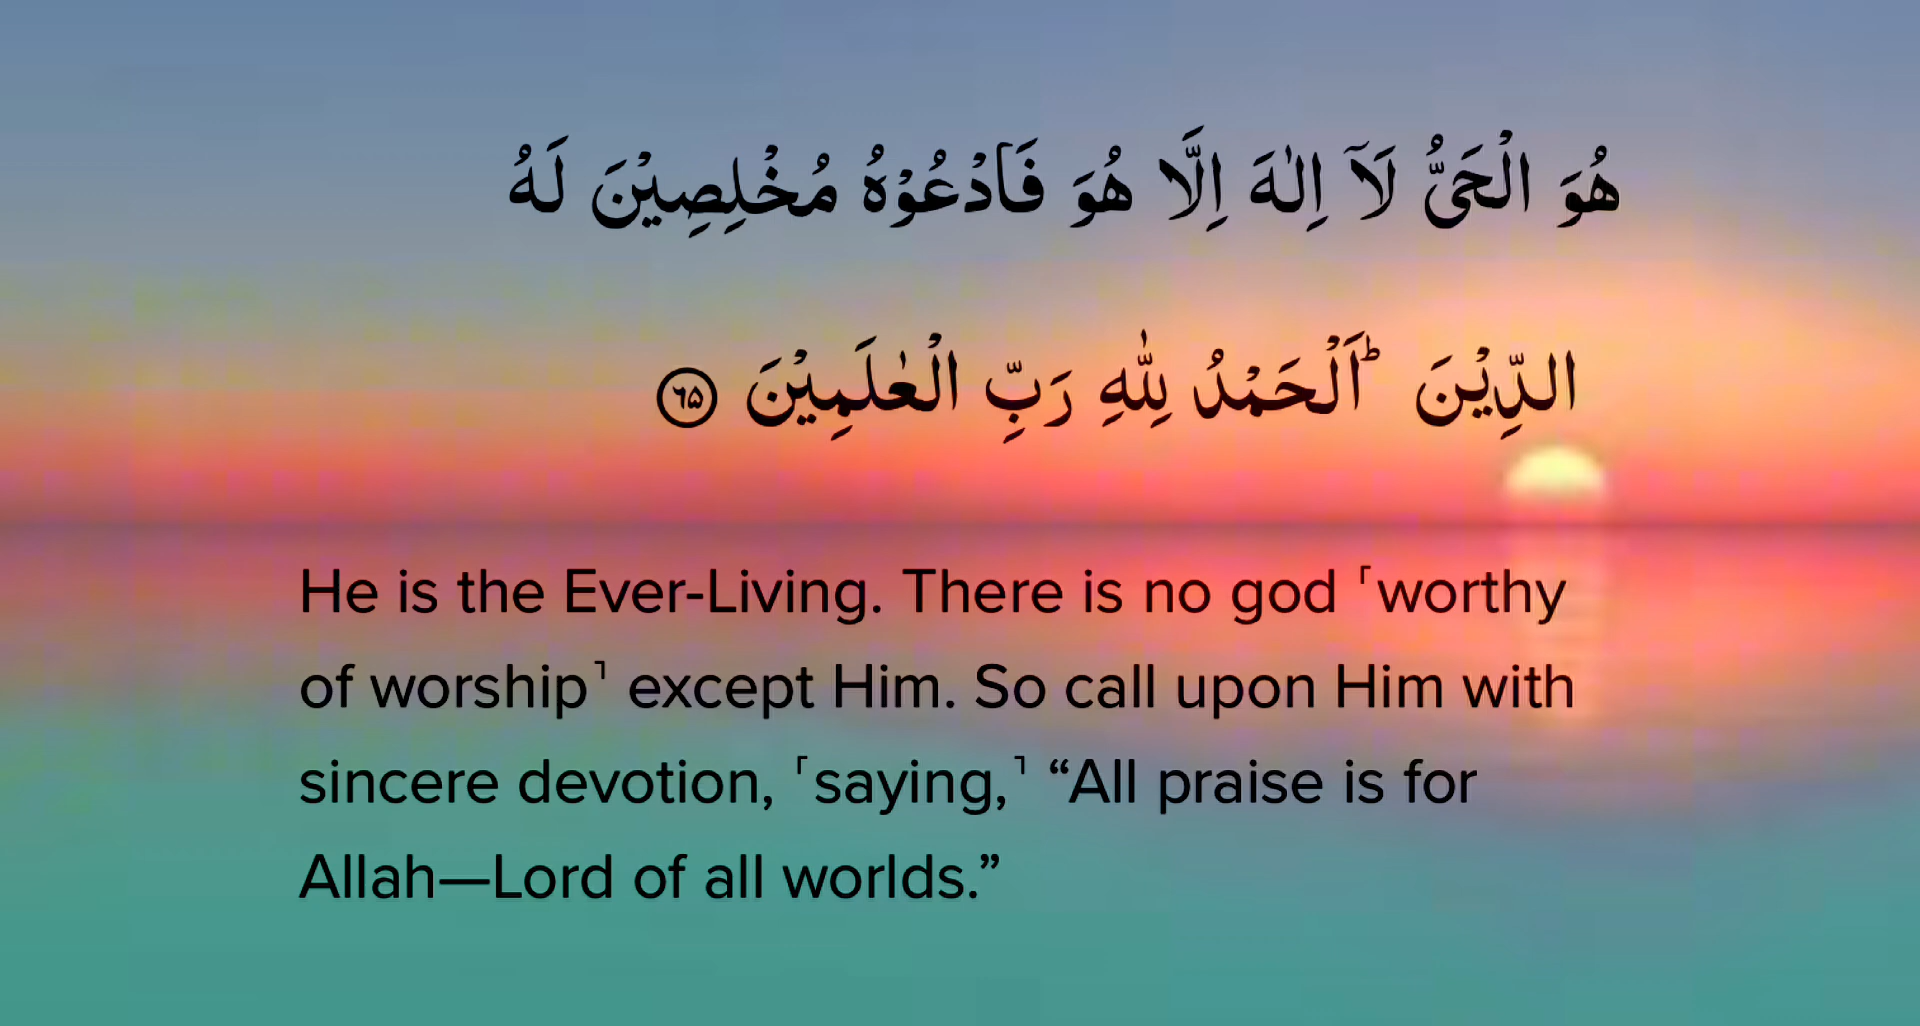 هُوَ الْحَيُّ لَآ اِلٰهَ اِلَّا هُوَ فَادْعُوْهُ مُخْلِصِيْنَ لَهُ
الدِّيْنَ ؕ اَلْحَمْدُ لِلّٰهِ رَبِّ الْعٰلَمِيْنَ ۶۵
He is the Ever-Living. There is no god ˹worthy
of worship˺ except Him. So call upon Him with
sincere devotion, ˹saying,˺ “All praise is for
Allah—Lord of all worlds.”